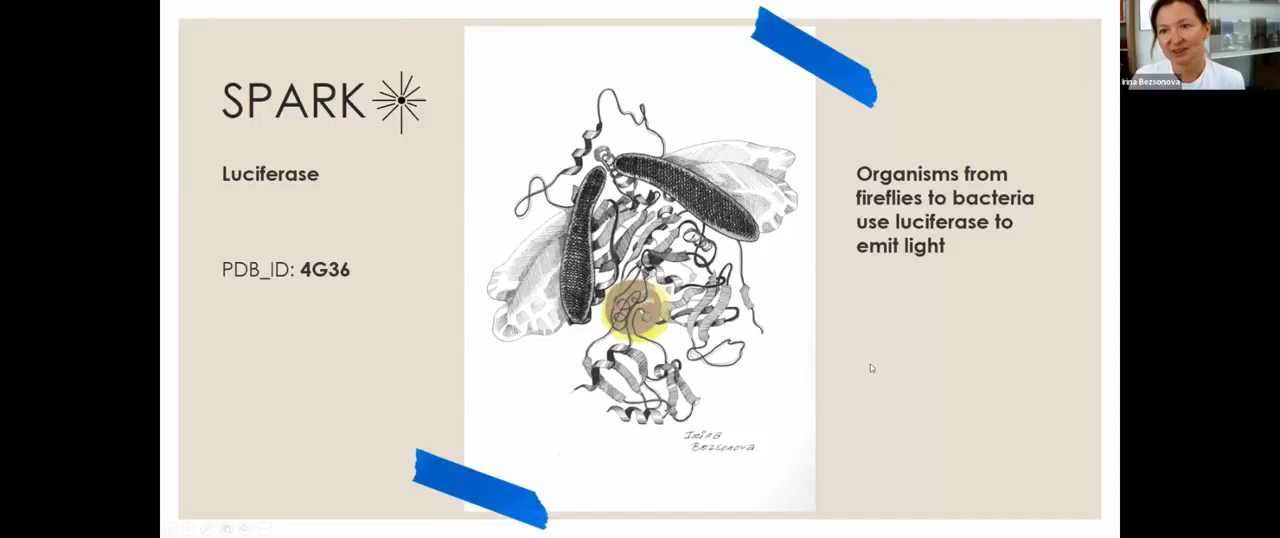 SPARK
Luciferase
PDB_ID: 4G36
Organisms from
fireflies to bacteria
use luciferase to
emit light
Irina
Bezsonova
Irina Bezsonova